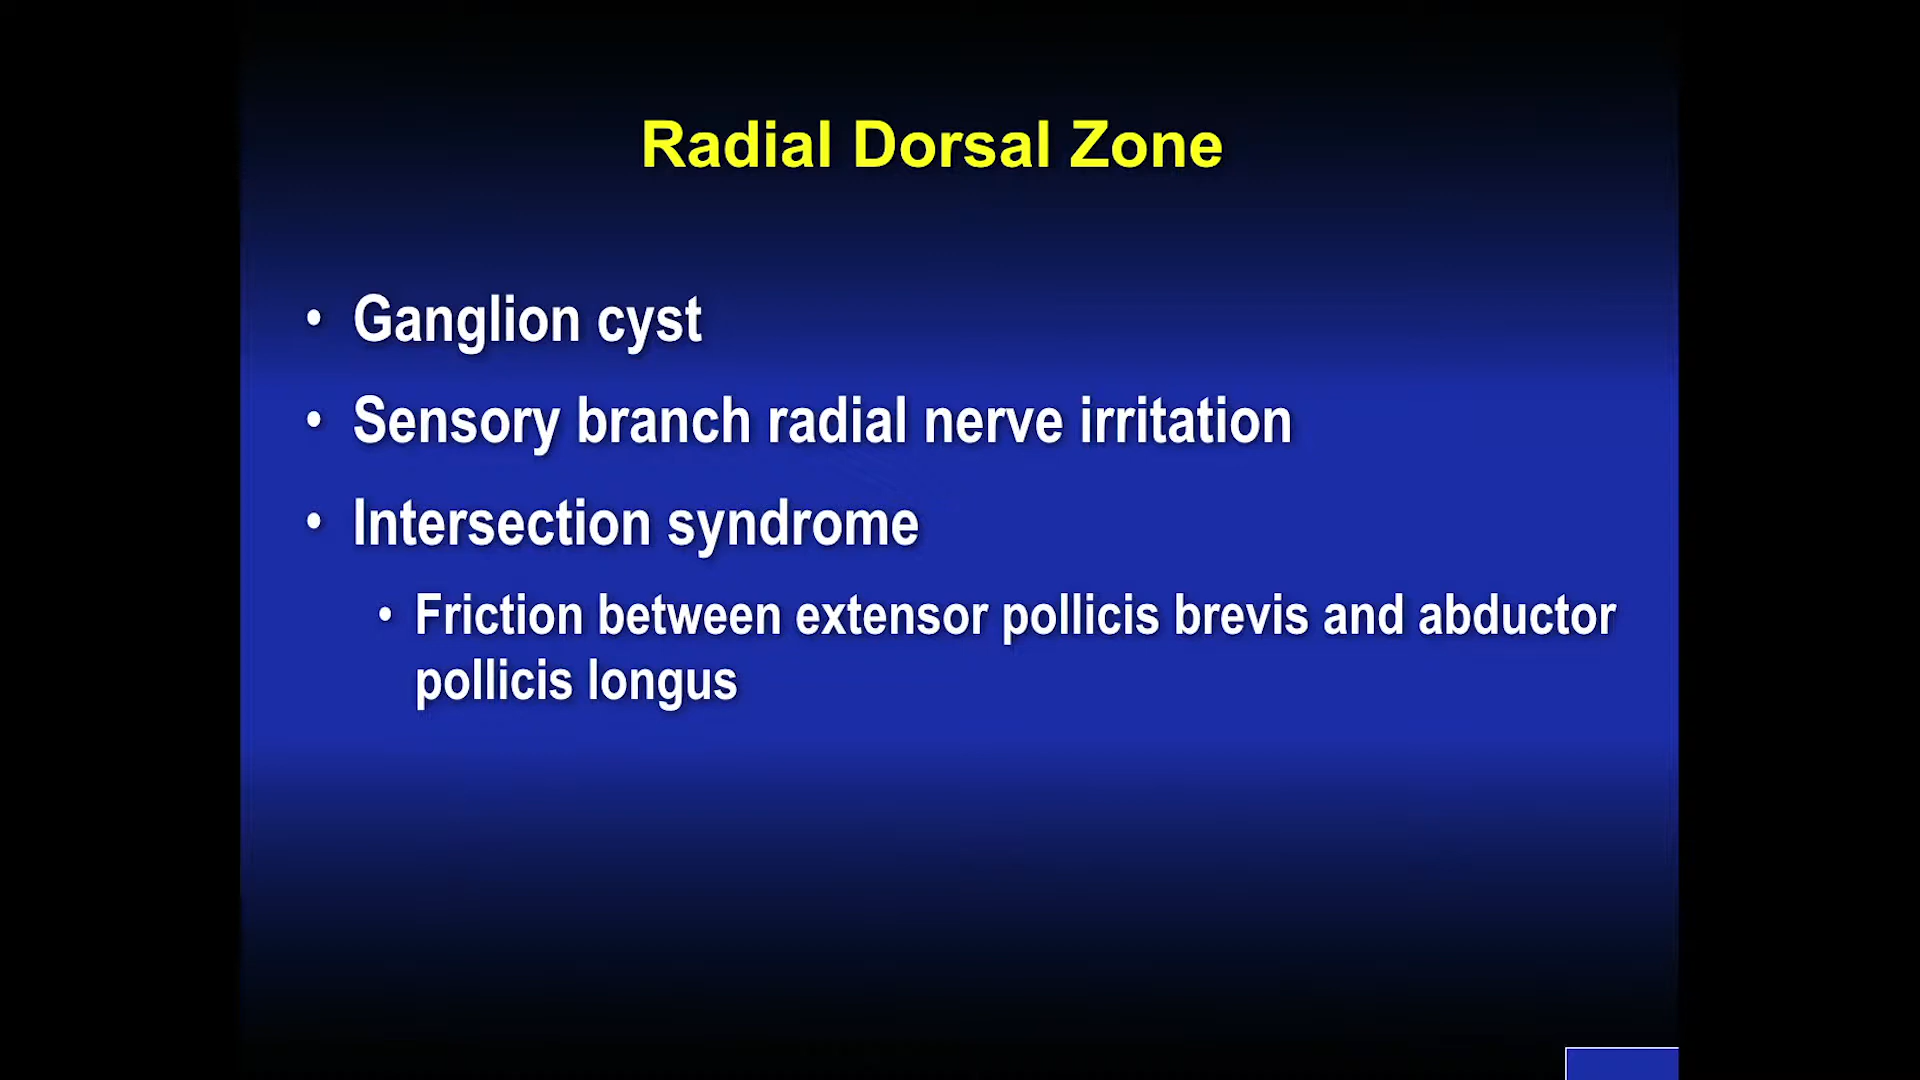 Radial Dorsal Zone
• Ganglion cyst
• Sensory branch radial nerve irritation
• Intersection syndrome
• Friction between extensor pollicis brevis and abductor
pollicis longus